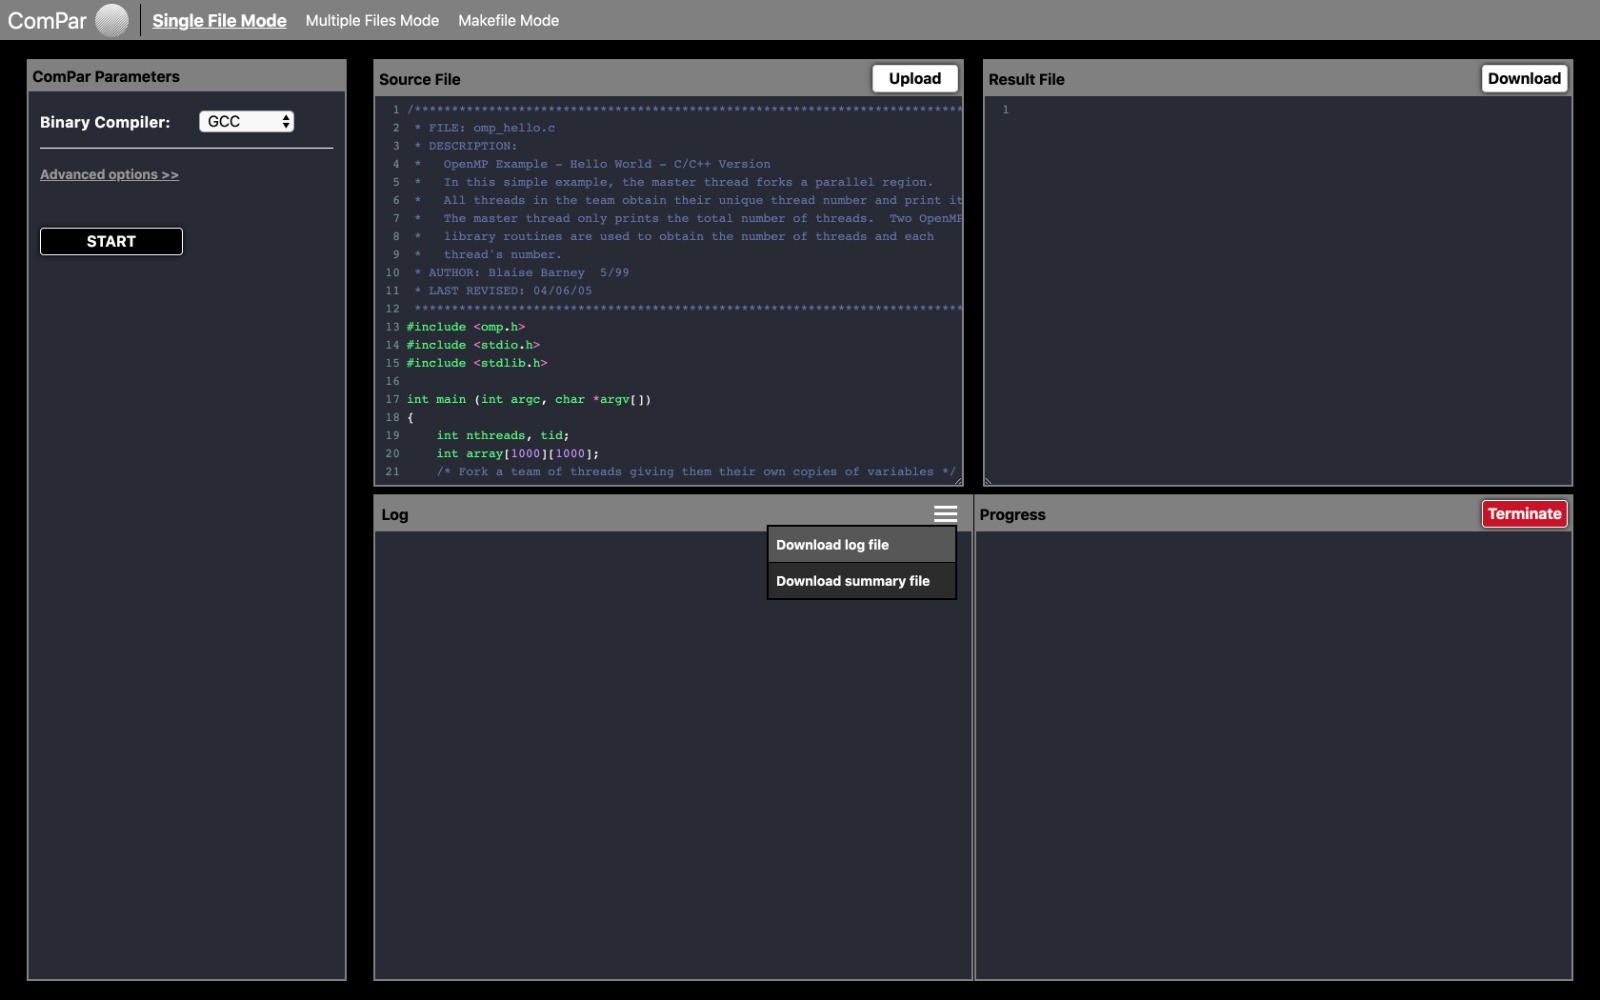 ComPar
Single File Mode
Multiple Files Mode
Makefile Mode
ComPar Parameters
Binary Compiler:
GCC
Advanced options >>
START
Source File
Upload
1 /**************************************************************************
2 * FILE: omp_hello.c
3 * DESCRIPTION:
4 *   OpenMP Example - Hello World - C/C++ Version
5 *   In this simple example, the master thread forks a parallel region.
6 *   All threads in the team obtain their unique thread number and print it
7 *   The master thread only prints the total number of threads.  Two OpenMP
8 *   library routines are used to obtain the number of threads and each
9 *   thread's number.
10 * AUTHOR: Blaise Barney  5/99
11 * LAST REVISED: 04/06/05
12 **************************************************************************
13 #include <omp.h>
14 #include <stdio.h>
15 #include <stdlib.h>
16
17 int main (int argc, char *argv[])
18 {
19     int nthreads, tid;
20     int array[1000][1000];
21     /* Fork a team of threads giving them their own copies of variables */
Result File
Download
1
Log
Download log file
Download summary file
Progress
Terminate